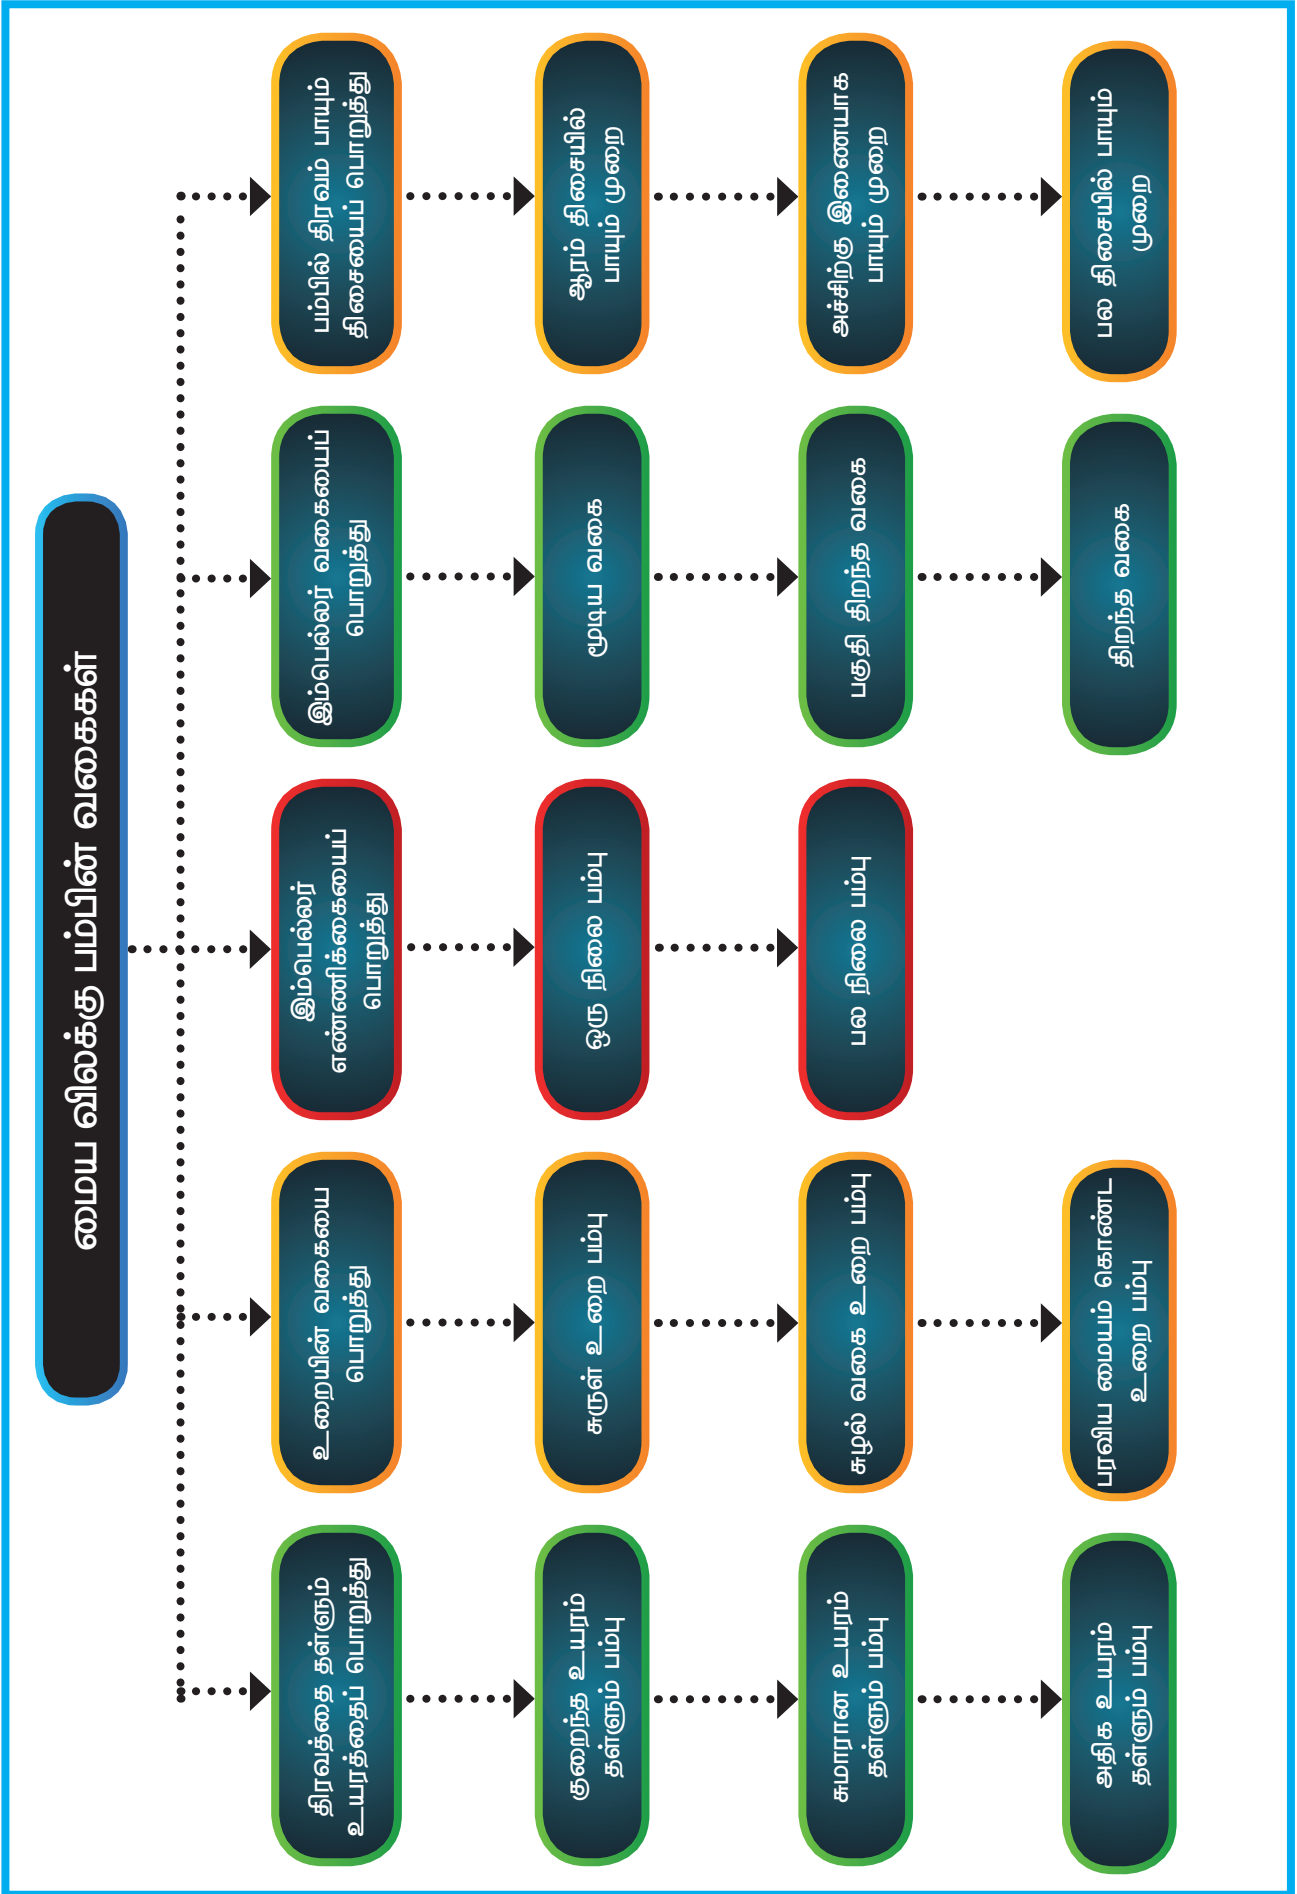 மைய விலக்கு பம்பின் வகைகள்
திரவத்தை தள்ளும்
உயரத்தைப் பொறுத்து
குறைந்த உயரம்
தள்ளும் பம்பு
சுமாரான உயரம்
தள்ளும் பம்பு
அதிக உயரம்
தள்ளும் பம்பு
உறையின் வகையை
பொறுத்து
சுருள் உறை பம்பு
சுழல் வகை உறை பம்பு
பரவிய மையம் கொண்ட
உறை பம்பு
இம்பெல்லர்
எண்ணிக்கையைப்
பொறுத்து
ஒரு நிலை பம்பு
பல நிலை பம்பு
இம்பெல்லர் வகையைப்
பொறுத்து
மூடிய வகை
பகுதி திறந்த வகை
திறந்த வகை
பம்பில் திரவம் பாயும்
திசையைப் பொறுத்து
ஆரம் திசையில்
பாயும் முறை
அச்சிற்கு இணையாக
பாயும் முறை
பல திசையில் பாயும்
முறை